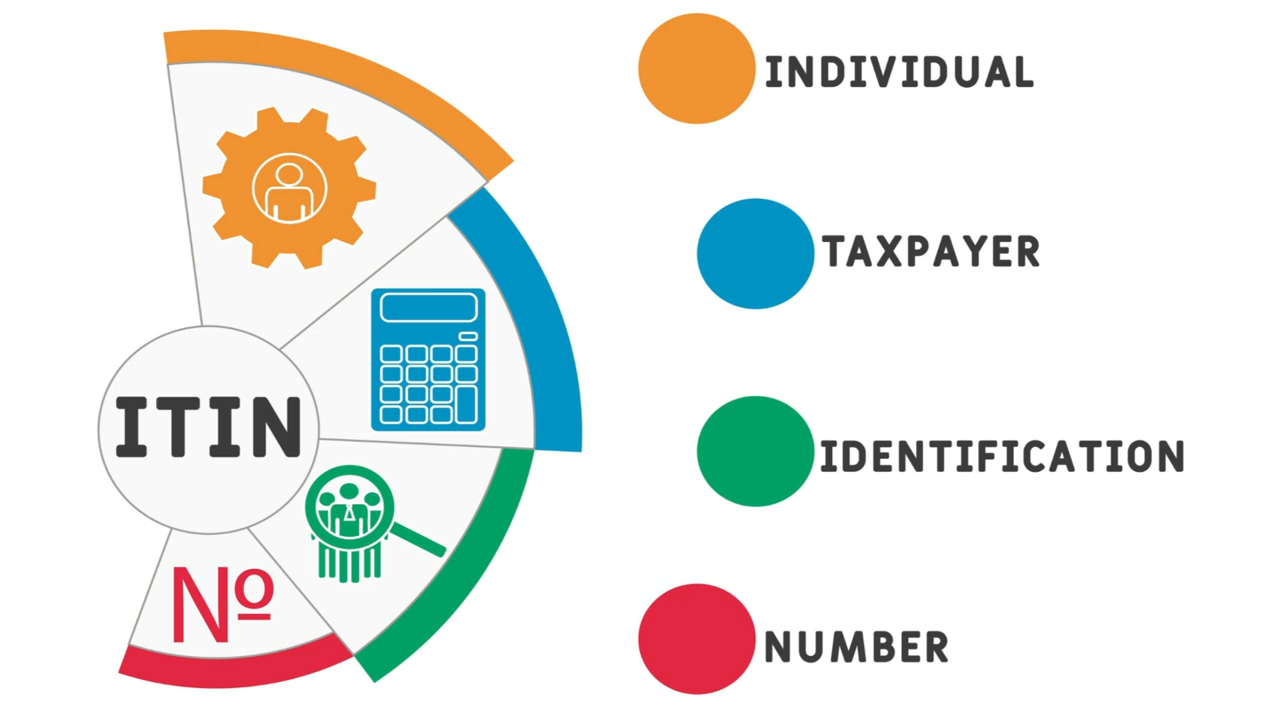 INDIVIDUAL
TAXPAYER
ITIN
IDENTIFICATION
Nº
NUMBER